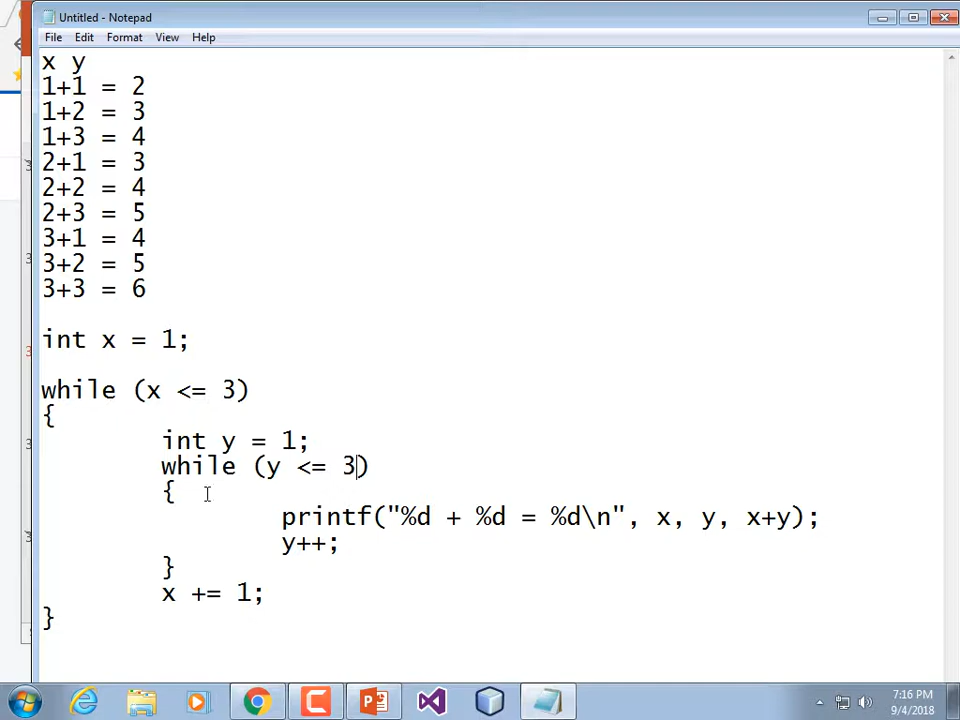 Untitled - Notepad
File Edit Format View Help
x y
1+1 = 2
1+2 = 3
1+3 = 4
2+1 = 3
2+2 = 4
2+3 = 5
3+1 = 4
3+2 = 5
3+3 = 6
int x = 1;
while (x <= 3)
{
int y = 1;
while (y <= 3)
{
printf("%d + %d = %d\n", x, y, x+y);
y++;
}
x += 1;
}
7:16 PM
9/4/2018